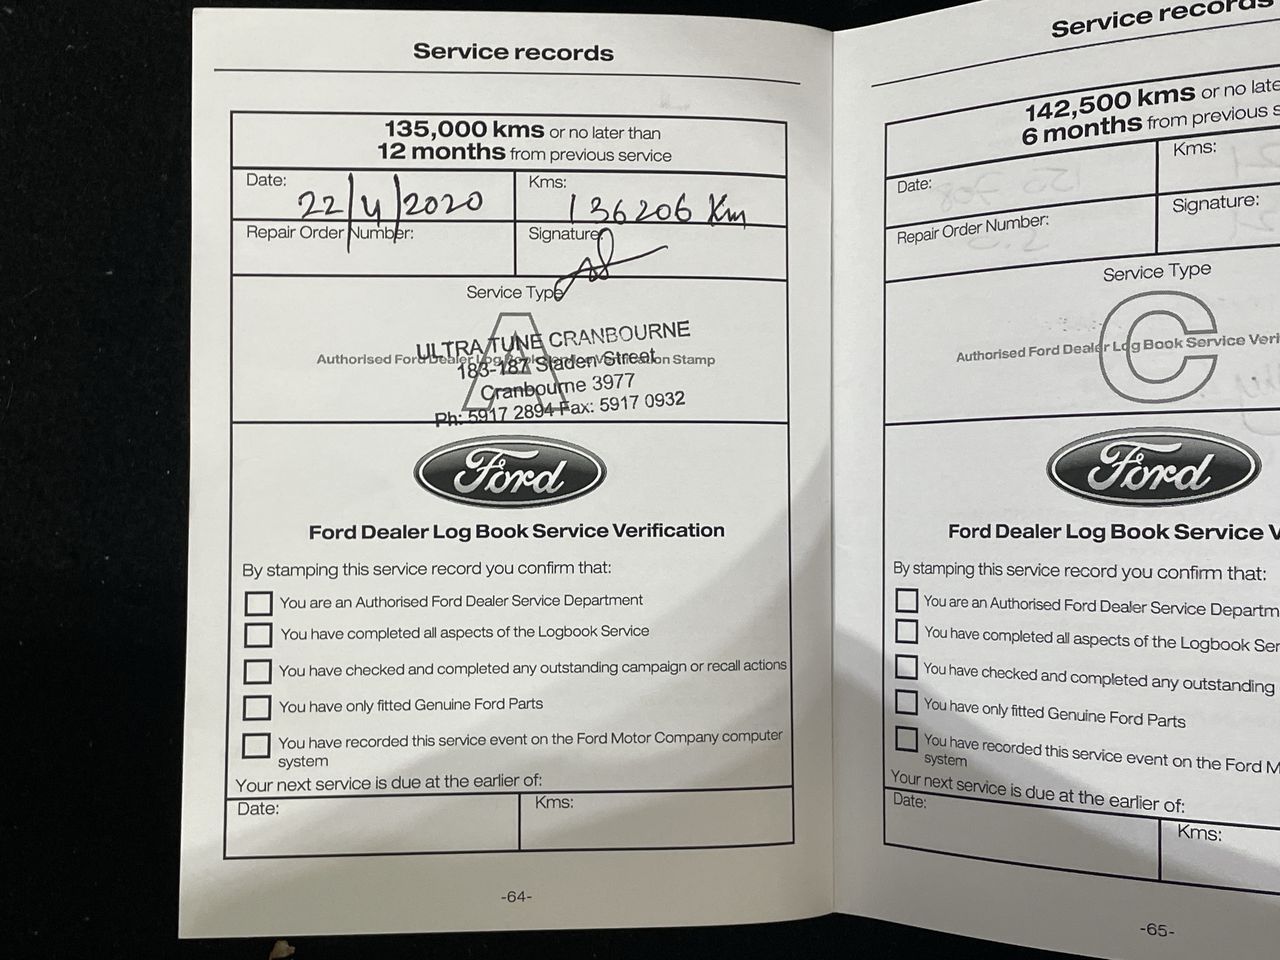 Service records
135,000 kms or no later than
12 months from previous service
Date:
22/4/2020
Kms:
136206 Km
Repair Order Number:
Signature:
Service Type
A
Authorised Ford Dealer Log Book Service Verification Stamp
ULTRA TUNE CRANBOURNE
183-187 Sladen Street
Cranbourne 3977
Ph: 5917 2894 Fax: 5917 0932
Ford
Ford Dealer Log Book Service Verification
By stamping this service record you confirm that:
You are an Authorised Ford Dealer Service Department
You have completed all aspects of the Logbook Service
You have checked and completed any outstanding campaign or recall actions
You have only fitted Genuine Ford Parts
You have recorded this service event on the Ford Motor Company computer
system
Your next service is due at the earlier of:
Date:
Kms:
-64-
Service records
142,500 kms or no late
6 months from previous s
Date:
Kms:
Repair Order Number:
Signature:
Service Type
C
Authorised Ford Dealer Log Book Service Veri
Ford
Ford Dealer Log Book Service V
By stamping this service record you confirm that:
You are an Authorised Ford Dealer Service Departm
You have completed all aspects of the Logbook Ser
You have checked and completed any outstanding
You have only fitted Genuine Ford Parts
You have recorded this service event on the Ford M
system
Your next service is due at the earlier of:
Date:
Kms:
-65-